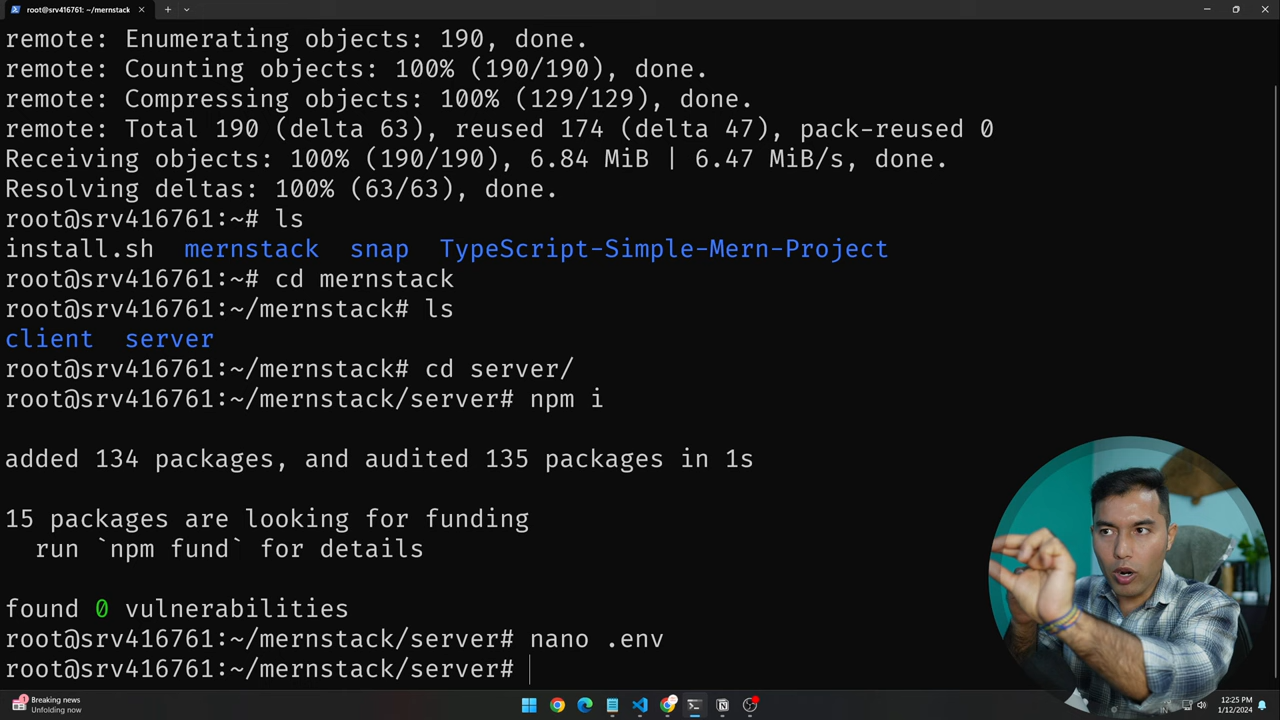 root@srv416761: ~/mernstack
remote: Enumerating objects: 190, done.
remote: Counting objects: 100% (190/190), done.
remote: Compressing objects: 100% (129/129), done.
remote: Total 190 (delta 63), reused 174 (delta 47), pack-reused 0
Receiving objects: 100% (190/190), 6.84 MiB | 6.47 MiB/s, done.
Resolving deltas: 100% (63/63), done.
root@srv416761:~# ls
install.sh mernstack snap TypeScript-Simple-Mern-Project
root@srv416761:~# cd mernstack
root@srv416761:~/mernstack# ls
client server
root@srv416761:~/mernstack# cd server/
root@srv416761:~/mernstack/server# npm i
added 134 packages, and audited 135 packages in 1s
15 packages are looking for funding
run `npm fund` for details
found 0 vulnerabilities
root@srv416761:~/mernstack/server# nano .env
root@srv416761:~/mernstack/server#
1
Breaking news
Unfolding now
12:25 PM
1/12/2024